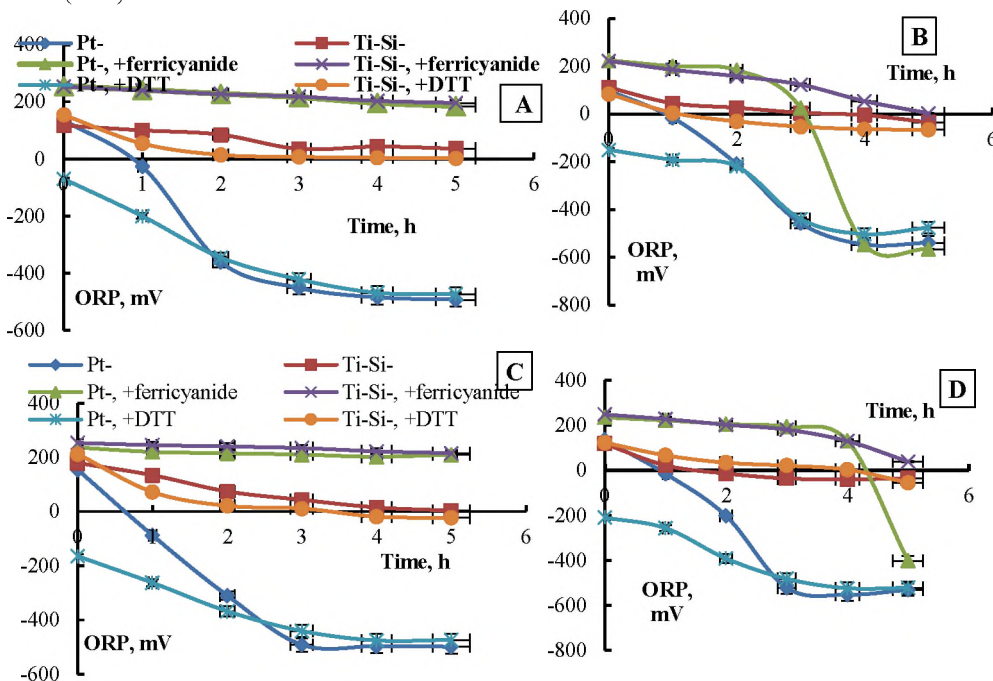 400
Pt-
Ti-Si-
Pt-, +ferricyanide
Ti-Si-, +ferricyanide
Pt-, +DTT
Ti-Si-, +DTT
200
A
0
0 1 2 3 4 5 6
Time, h
-200
-400
ORP, mV
-600
400
B
200
Time, h
0
0 2 4 6
-200
-400
ORP,
mV
-600
-800
Pt-
Ti-Si-
C
Pt-, +ferricyanide
Ti-Si-, +ferricyanide
400
Pt-, +DTT
Ti-Si-, +DTT
200
0
0 1 2 3 4 5 6
Time, h
-200
-400
ORP, mV
-600
400
D
Time, h
200
0
0 2 4 6
-200
-400
-600
ORP,
mV
-800